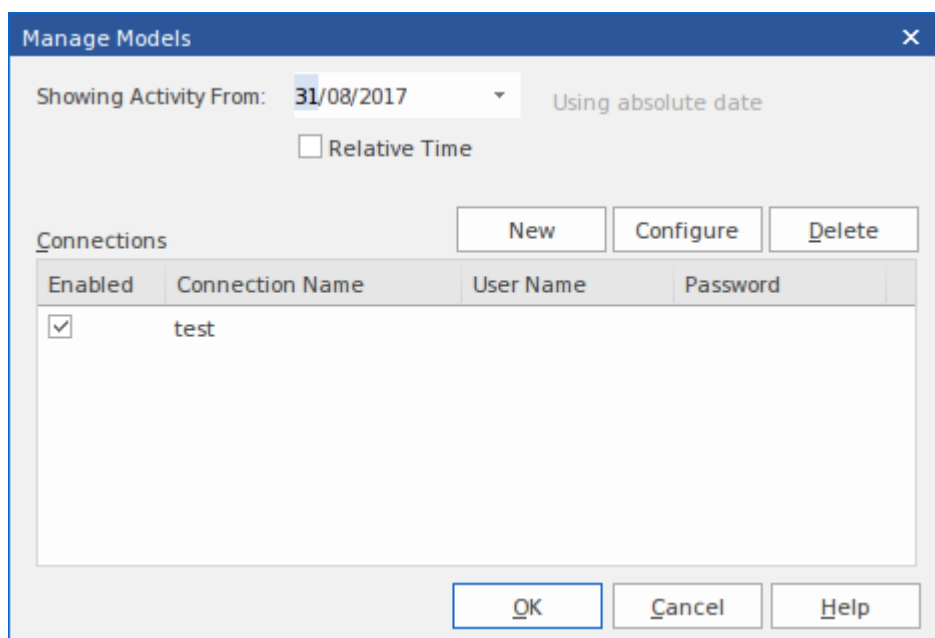 Manage Models
Showing Activity From: 31/08/2017 Using absolute date
Relative Time
Connections New Configure Delete
Enabled Connection Name User Name Password
test
OK Cancel Help